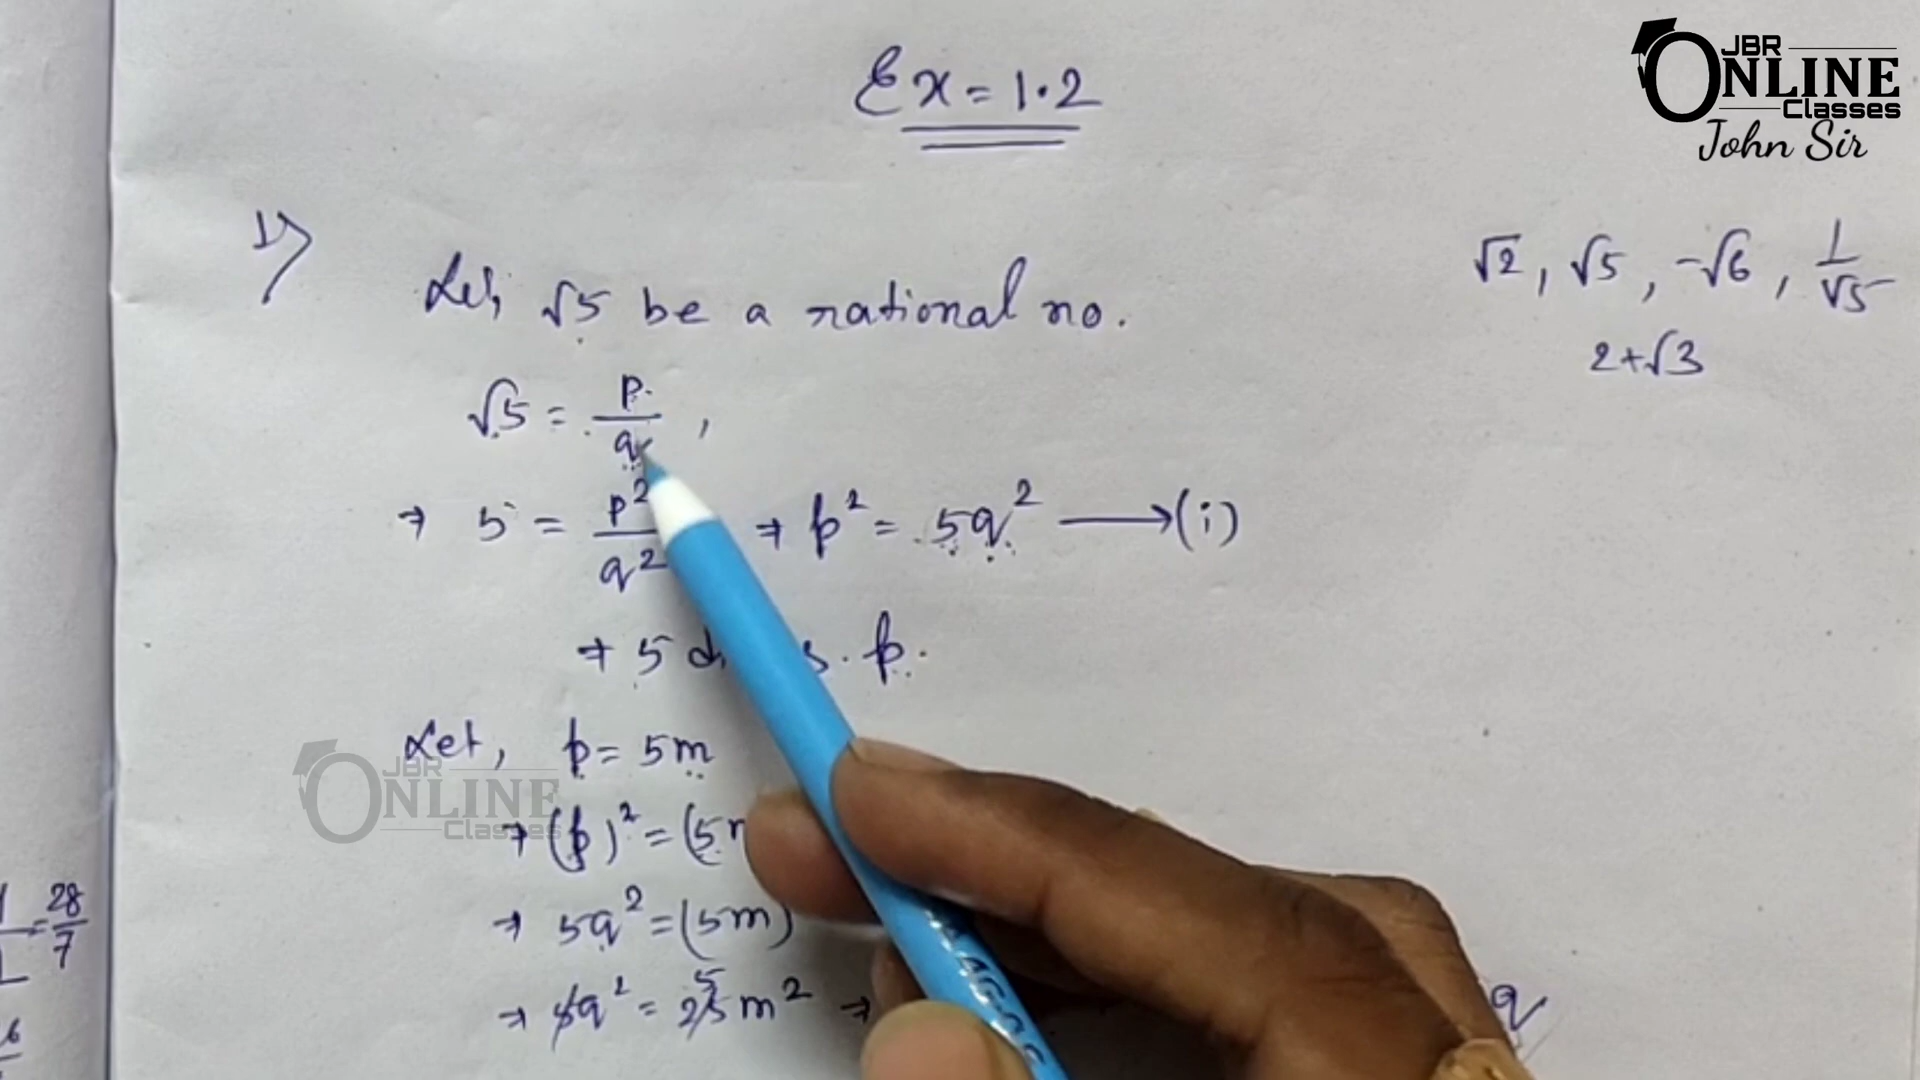 JBR
ONLINE
Classes
John Sir
Ex = 1.2
1)
√2, √5, -√6, 1/√5
2+√3
Let, √5 be a rational no.
√5 = p/q,
⇒ 5 = p²/q² ⇒ p² = 5q² ⟶ (i)
⇒ 5 p.
Let, p = 5m
JBR
ONLINE
Classes
⇒ (p)² = (5
⇒ 5q² = (5m)
⇒ 5q² = 25m² ⇒
5
q
= 28/7